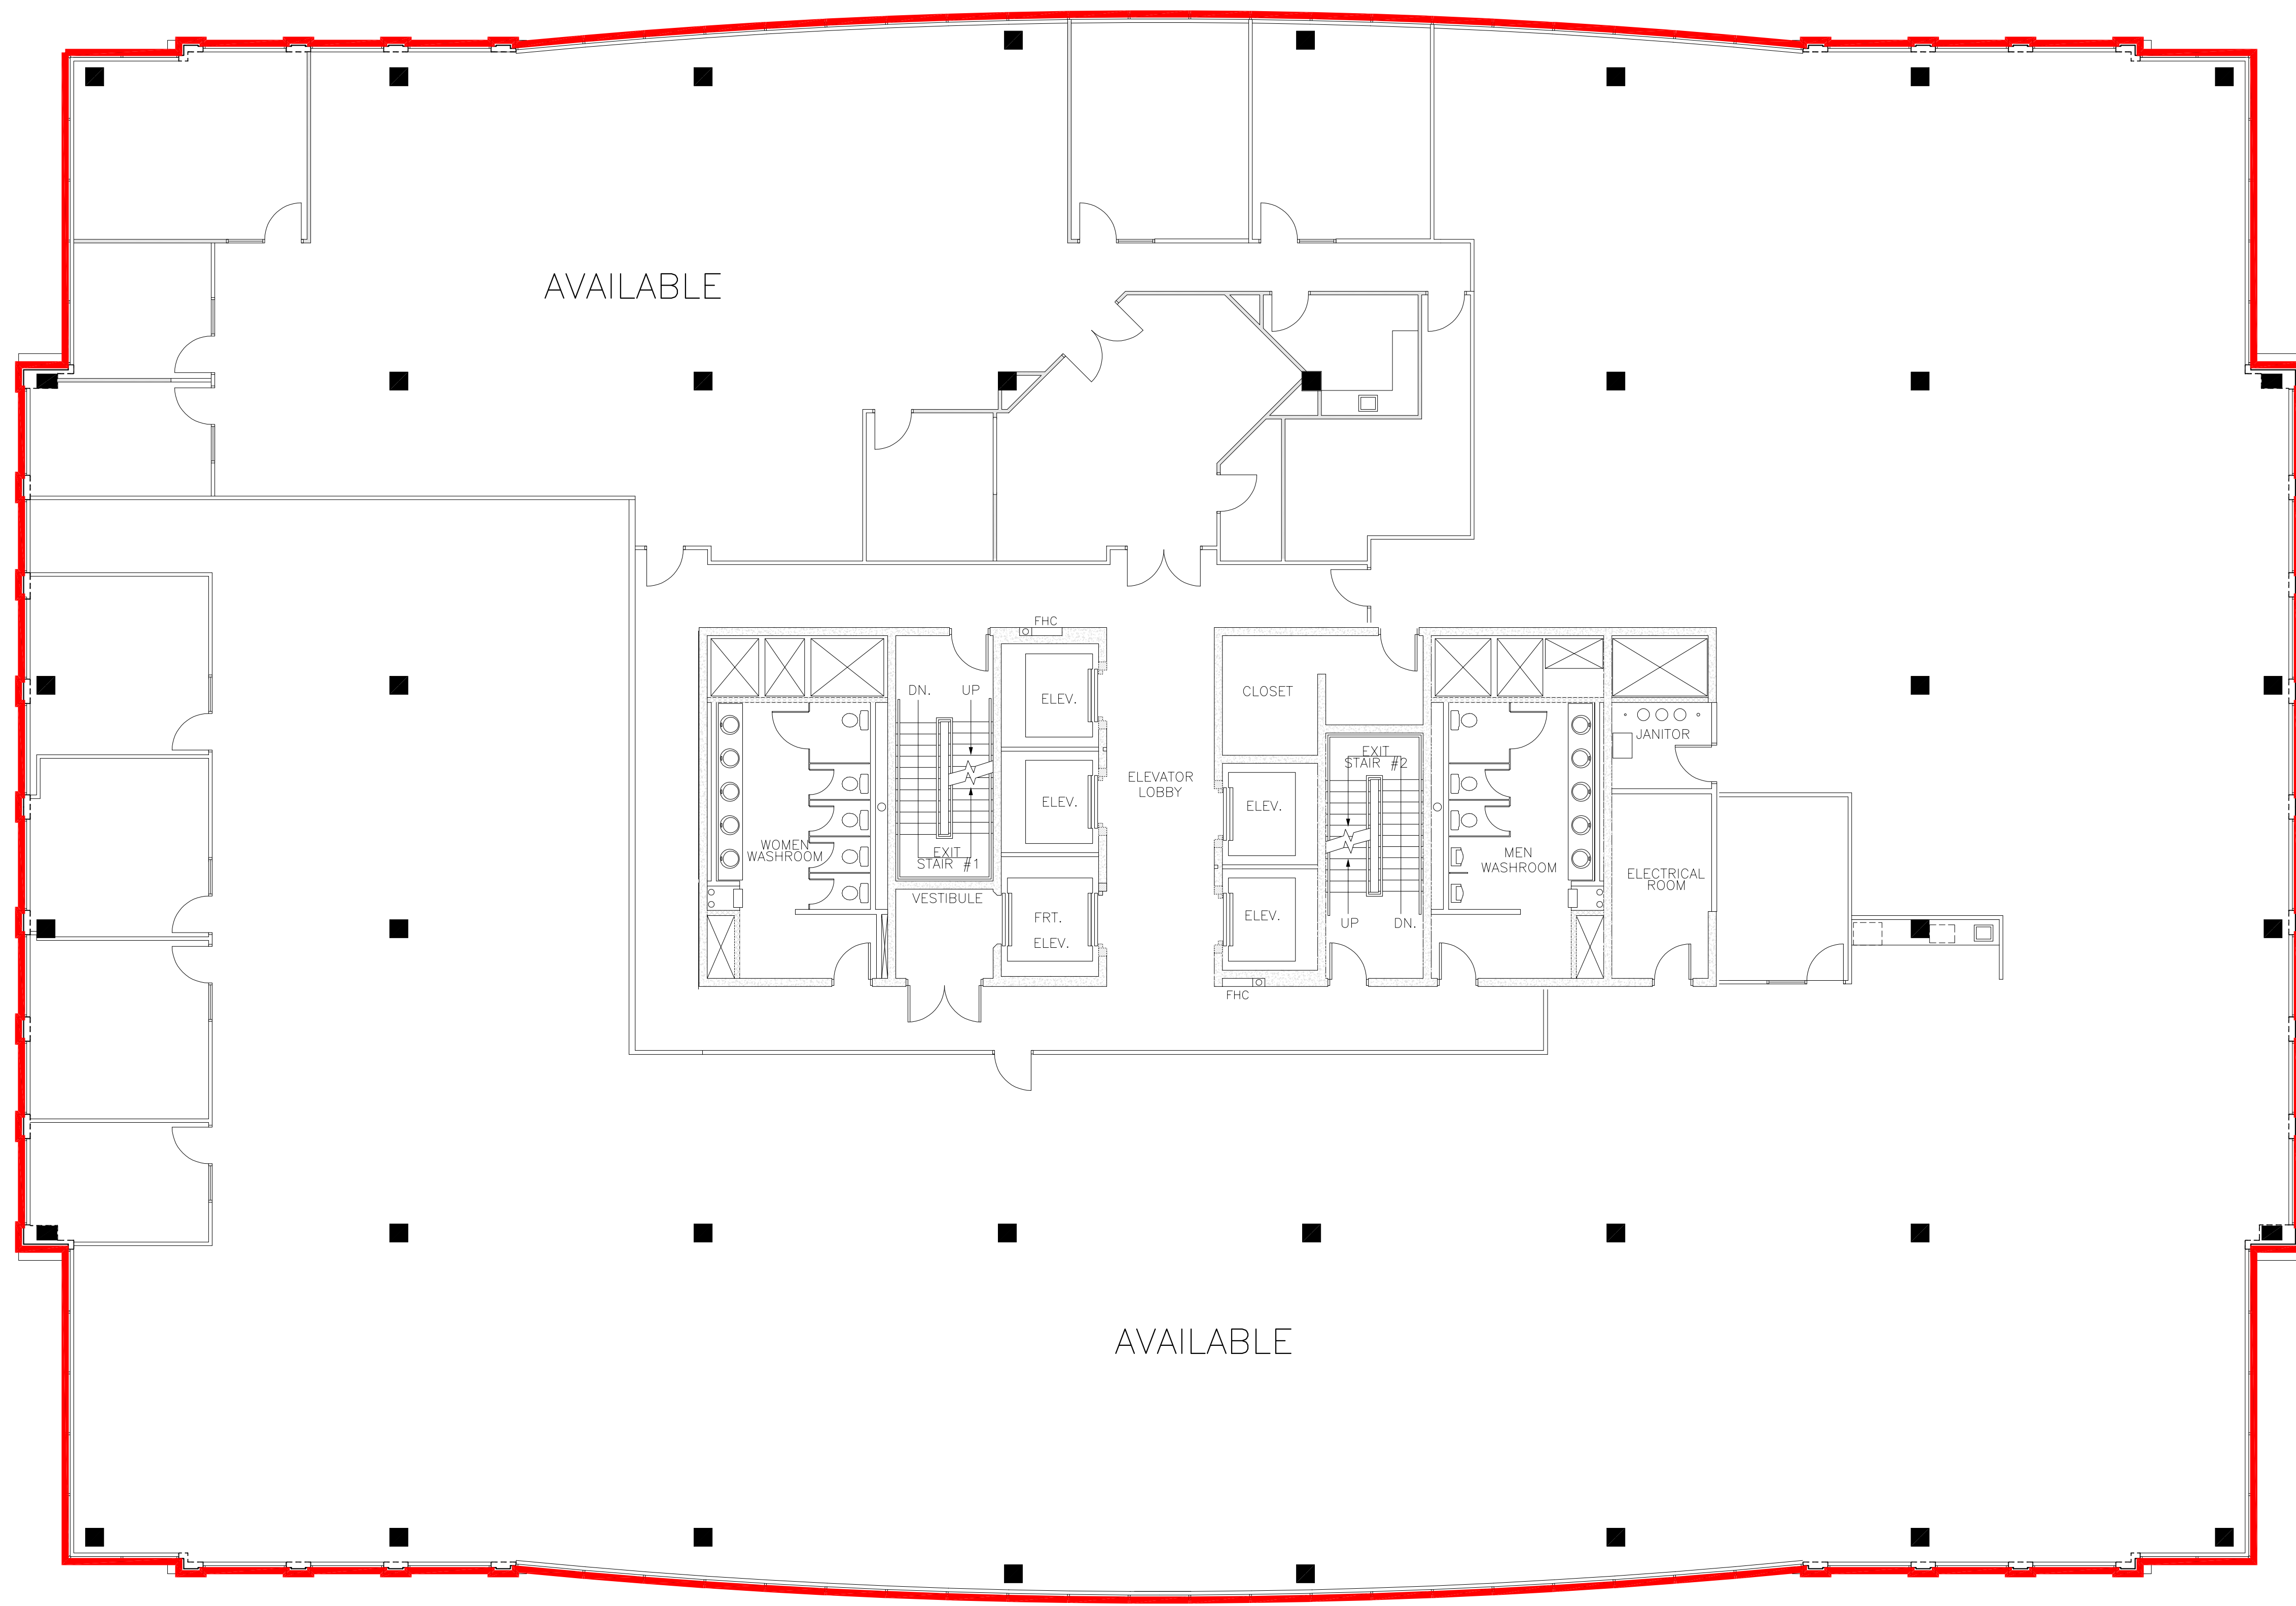 AVAILABLE
FHC
DN.
UP
ELEV.
CLOSET
JANITOR
EXIT
STAIR #2
ELEVATOR
LOBBY
ELEV.
ELEV.
WOMEN
WASHROOM
EXIT
STAIR #1
MEN
WASHROOM
ELECTRICAL
ROOM
VESTIBULE
FRT.
ELEV.
ELEV.
UP
DN.
FHC
AVAILABLE